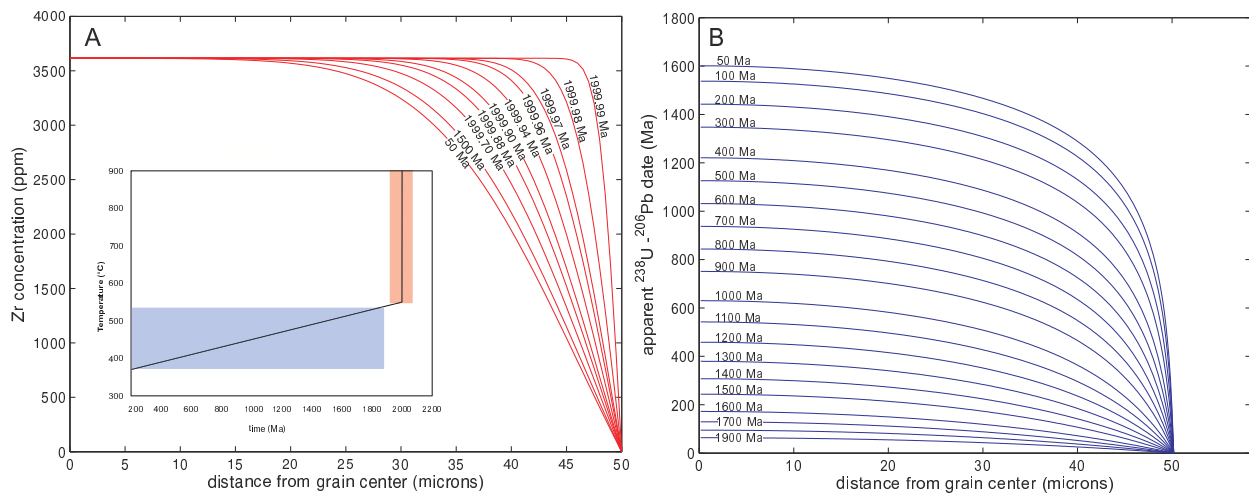 A
Zr concentration (ppm)
4000
3500
3000
2500
2000
1500
1000
500
0
0 5 10 15 20 25 30 35 40 45 50
distance from grain center (microns)
1999.99 Ma
1999.98 Ma
1999.97 Ma
1999.96 Ma
1999.94 Ma
1999.90 Ma
1999.88 Ma
1999.70 Ma
1500 Ma
50 Ma
Temperature (°C)
900
800
700
600
500
400
300
200 400 600 800 1000 1200 1400 1600 1800 2000 2200
time (Ma)
B
apparent 238U - 206Pb date (Ma)
1800
1600
1400
1200
1000
800
600
400
200
0
50 Ma
100 Ma
200 Ma
300 Ma
400 Ma
500 Ma
600 Ma
700 Ma
800 Ma
900 Ma
1000 Ma
1100 Ma
1200 Ma
1300 Ma
1400 Ma
1500 Ma
1600 Ma
1700 Ma
1900 Ma
0 10 20 30 40 50
distance from grain center (microns)